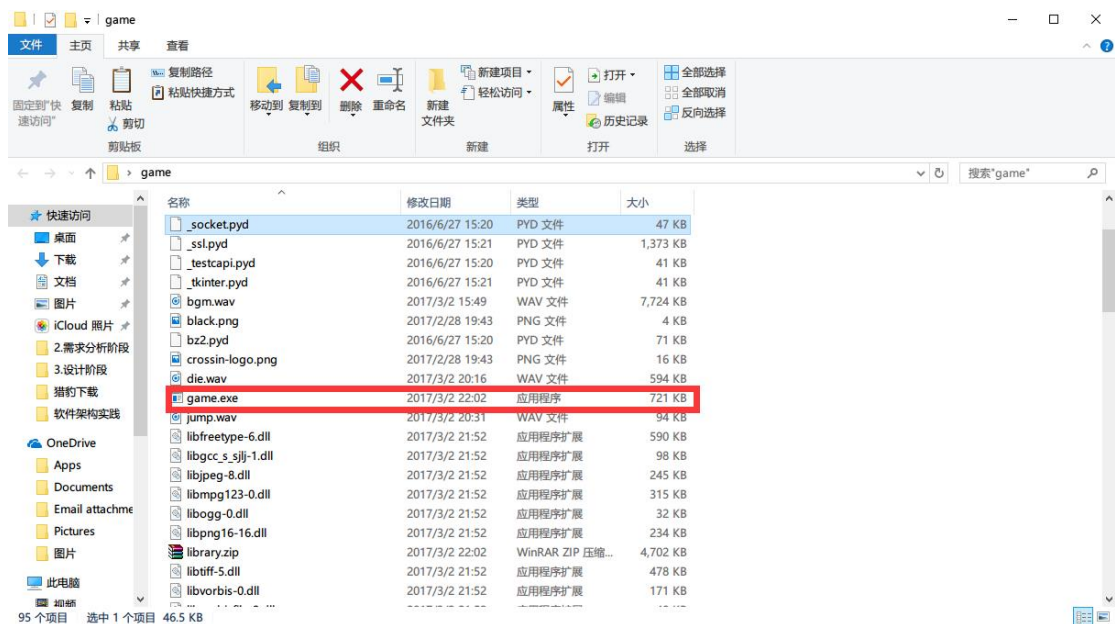 game
文件 主页 共享 查看
固定到"快速访问" 复制 粘贴 复制路径 粘贴快捷方式 剪切
移动到 复制到 删除 重命名
新建文件夹 新建项目 轻松访问
属性 打开 编辑 历史记录
全部选择 全部取消 反向选择
剪贴板 组织 新建 打开 选择
game 搜索"game"
名称 修改日期 类型 大小
快速访问
桌面
下载
文档
图片
iCloud 照片
2.需求分析阶段
3.设计阶段
猎豹下载
软件架构实践
OneDrive
Apps
Documents
Email attachme
Pictures
图片
此电脑
视频
_socket.pyd 2016/6/27 15:20 PYD 文件 47 KB
_ssl.pyd 2016/6/27 15:21 PYD 文件 1,373 KB
_testcapi.pyd 2016/6/27 15:20 PYD 文件 41 KB
_tkinter.pyd 2016/6/27 15:21 PYD 文件 41 KB
bgm.wav 2017/3/2 15:49 WAV 文件 7,724 KB
black.png 2017/2/28 19:43 PNG 文件 4 KB
bz2.pyd 2016/6/27 15:20 PYD 文件 71 KB
crossin-logo.png 2017/2/28 19:43 PNG 文件 16 KB
die.wav 2017/3/2 20:16 WAV 文件 594 KB
game.exe 2017/3/2 22:02 应用程序 721 KB
jump.wav 2017/3/2 20:31 WAV 文件 94 KB
libfreetype-6.dll 2017/3/2 21:52 应用程序扩展 590 KB
libgcc_s_sjlj-1.dll 2017/3/2 21:52 应用程序扩展 98 KB
libjpeg-8.dll 2017/3/2 21:52 应用程序扩展 245 KB
libmpg123-0.dll 2017/3/2 21:52 应用程序扩展 315 KB
libogg-0.dll 2017/3/2 21:52 应用程序扩展 32 KB
libpng16-16.dll 2017/3/2 21:52 应用程序扩展 234 KB
library.zip 2017/3/2 22:02 WinRAR ZIP 压缩... 4,702 KB
libtiff-5.dll 2017/3/2 21:52 应用程序扩展 478 KB
libvorbis-0.dll 2017/3/2 21:52 应用程序扩展 171 KB
95 个项目 选中 1 个项目 46.5 KB